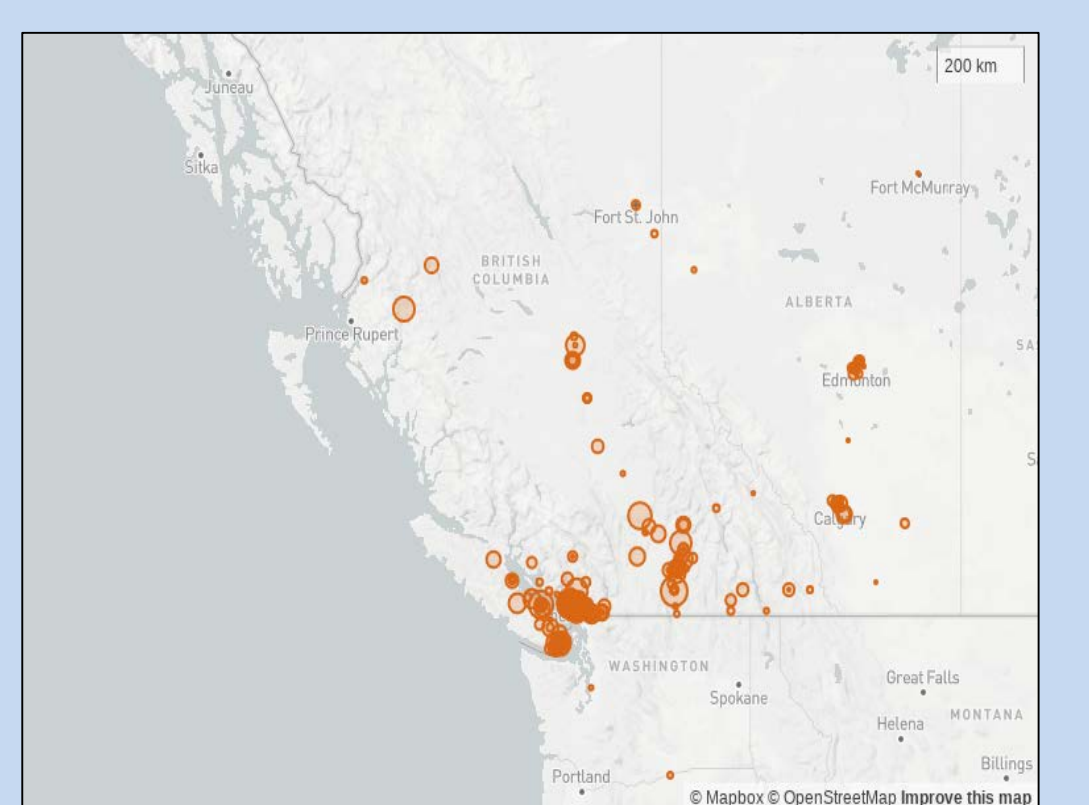 200 km
Juneau
Sitka
Fort McMurray
Fort St. John
BRITISH
COLUMBIA
ALBERTA
Prince Rupert
SA
Edmonton
S
Calgary
WASHINGTON
Great Falls
Spokane
MONTANA
Helena
Billings
Portland
© Mapbox © OpenStreetMap Improve this map